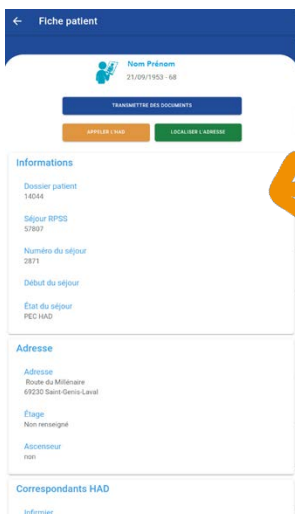 Fiche patient
Nom Prénom
21/09/1953 - 68
TRANSMETTRE DES DOCUMENTS
APPELER L'HAD
LOCALISER L'ADRESSE
Informations
Dossier patient
14044
Séjour RPSS
57897
Numéro du séjour
2871
Début du séjour
État du séjour
PEC HAD
Adresse
Adresse
Route du Millénaire
69230 Saint-Genis-Laval
Étage
Non renseigné
Ascenseur
non
Correspondants HAD
Infirmier